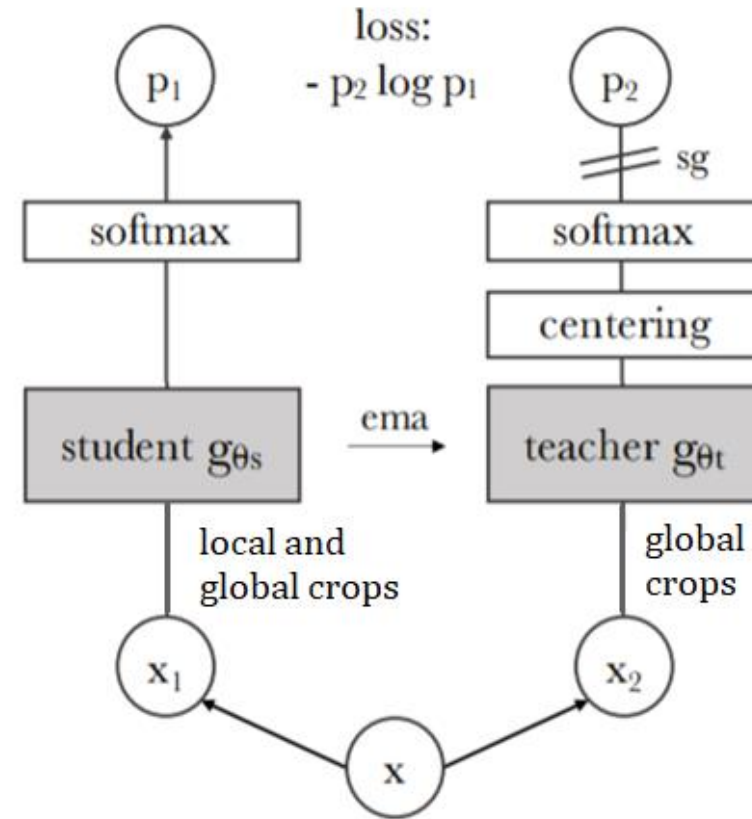 loss:
- p₂ log p₁
p₁
p₂
sg
softmax
softmax
centering
student gθs
ema
teacher gθt
local and
global crops
global
crops
x₁
x₂
x